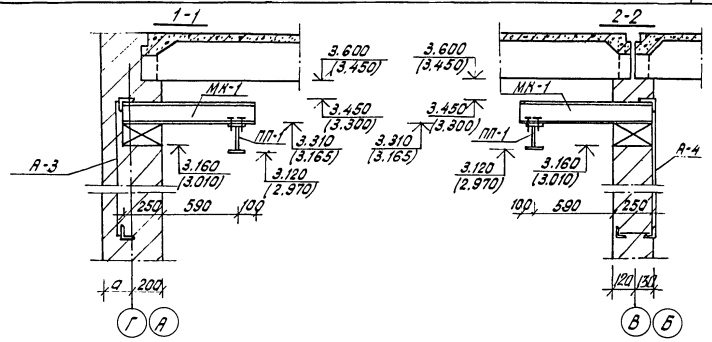 1-1
3.600
(3.450)
МК-1
3.450
(3.300)
ПП-1
3.310
(3.165)
А-3
3.160
(3.010)
3.120
(2.970)
250
590
100
а
200
Г
А
2-2
3.600
(3.450)
МК-1
3.450
(3.300)
ПП-1
3.310
(3.165)
А-4
3.120
(2.970)
3.160
(3.010)
100
590
250
120
130
В
Б